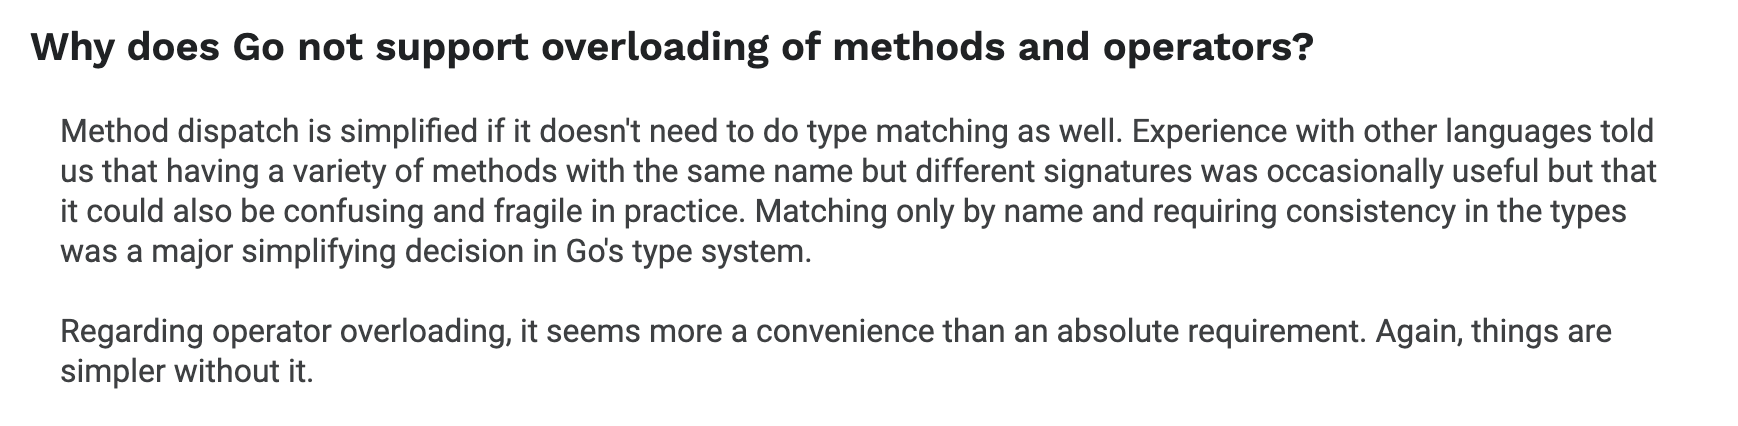 Why does Go not support overloading of methods and operators?
Method dispatch is simplified if it doesn't need to do type matching as well. Experience with other languages told
us that having a variety of methods with the same name but different signatures was occasionally useful but that
it could also be confusing and fragile in practice. Matching only by name and requiring consistency in the types
was a major simplifying decision in Go's type system.
Regarding operator overloading, it seems more a convenience than an absolute requirement. Again, things are
simpler without it.